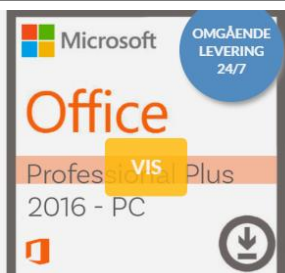 Microsoft
OMGÅENDE
LEVERING
24/7
Office
Professional Plus
VIS
2016 - PC